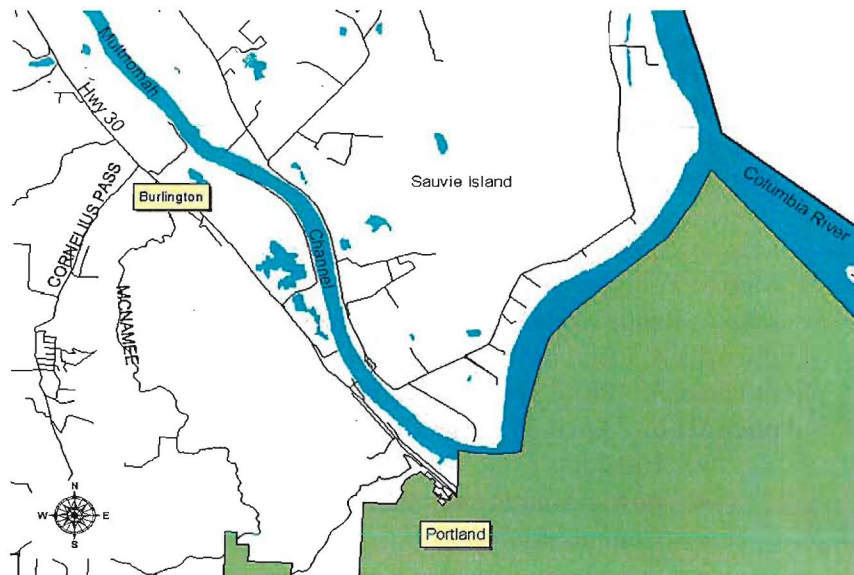 Multnomah
Hwy 30
Columbia River
CORNELIUS PASS
Sauvie Island
Burlington
Channel
MCNAMEE
N
W
E
S
Portland